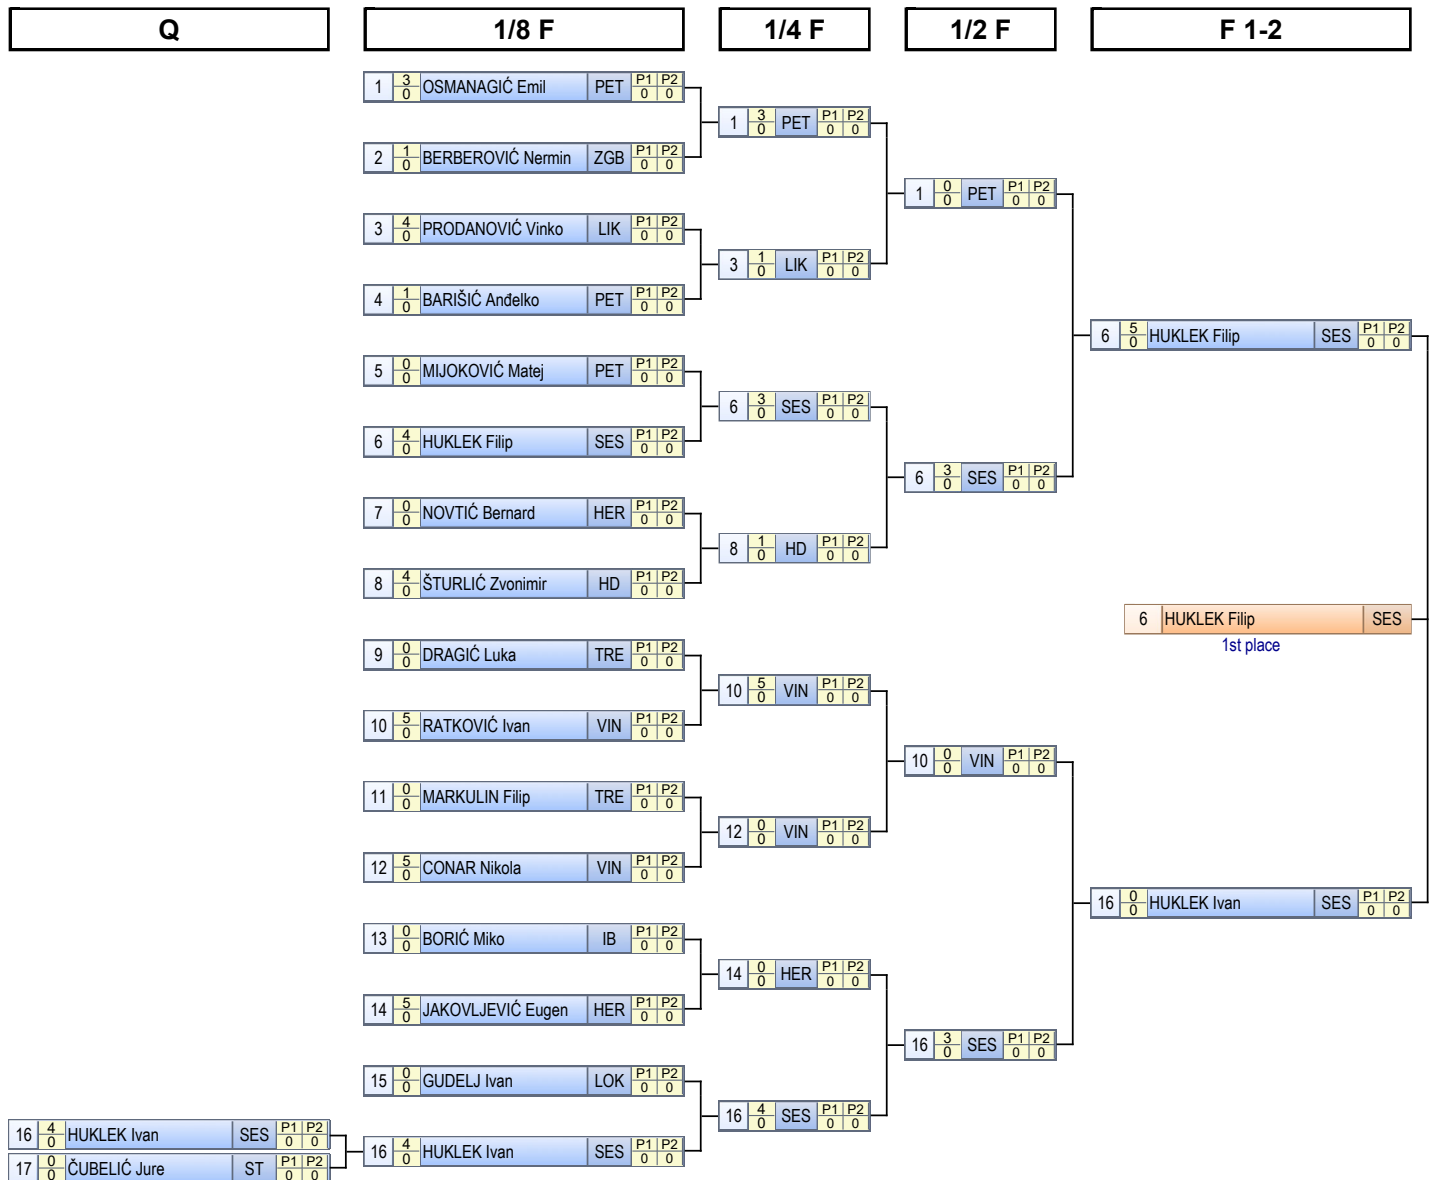 Q 1/8 F 1/4 F 1/2 F F 1-2
1 3 0 OSMANAGIĆ Emil PET P1 P2 0 0
1 3 0 PET P1 P2 0 0
2 1 0 BERBEROVIĆ Nermin ZGB P1 P2 0 0
1 0 0 PET P1 P2 0 0
3 4 0 PRODANOVIĆ Vinko LIK P1 P2 0 0
3 1 0 LIK P1 P2 0 0
4 1 0 BARIŠIĆ Anđelko PET P1 P2 0 0
6 5 0 HUKLEK Filip SES P1 P2 0 0
5 0 0 MIJOKOVIĆ Matej PET P1 P2 0 0
6 3 0 SES P1 P2 0 0
6 4 0 HUKLEK Filip SES P1 P2 0 0
6 3 0 SES P1 P2 0 0
7 0 0 NOVTIĆ Bernard HER P1 P2 0 0
8 1 0 HD P1 P2 0 0
8 4 0 ŠTURLIĆ Zvonimir HD P1 P2 0 0
6 HUKLEK Filip SES
1st place
9 0 0 DRAGIĆ Luka TRE P1 P2 0 0
10 5 0 VIN P1 P2 0 0
10 5 0 RATKOVIĆ Ivan VIN P1 P2 0 0
10 0 0 VIN P1 P2 0 0
11 0 0 MARKULIN Filip TRE P1 P2 0 0
12 0 0 VIN P1 P2 0 0
12 5 0 CONAR Nikola VIN P1 P2 0 0
16 0 0 HUKLEK Ivan SES P1 P2 0 0
13 0 0 BORIĆ Miko IB P1 P2 0 0
14 0 0 HER P1 P2 0 0
14 5 0 JAKOVLJEVIĆ Eugen HER P1 P2 0 0
16 3 0 SES P1 P2 0 0
15 0 0 GUDELJ Ivan LOK P1 P2 0 0
16 4 0 SES P1 P2 0 0
16 4 0 HUKLEK Ivan SES P1 P2 0 0
16 4 0 HUKLEK Ivan SES P1 P2 0 0
17 0 0 ČUBELIĆ Jure ST P1 P2 0 0